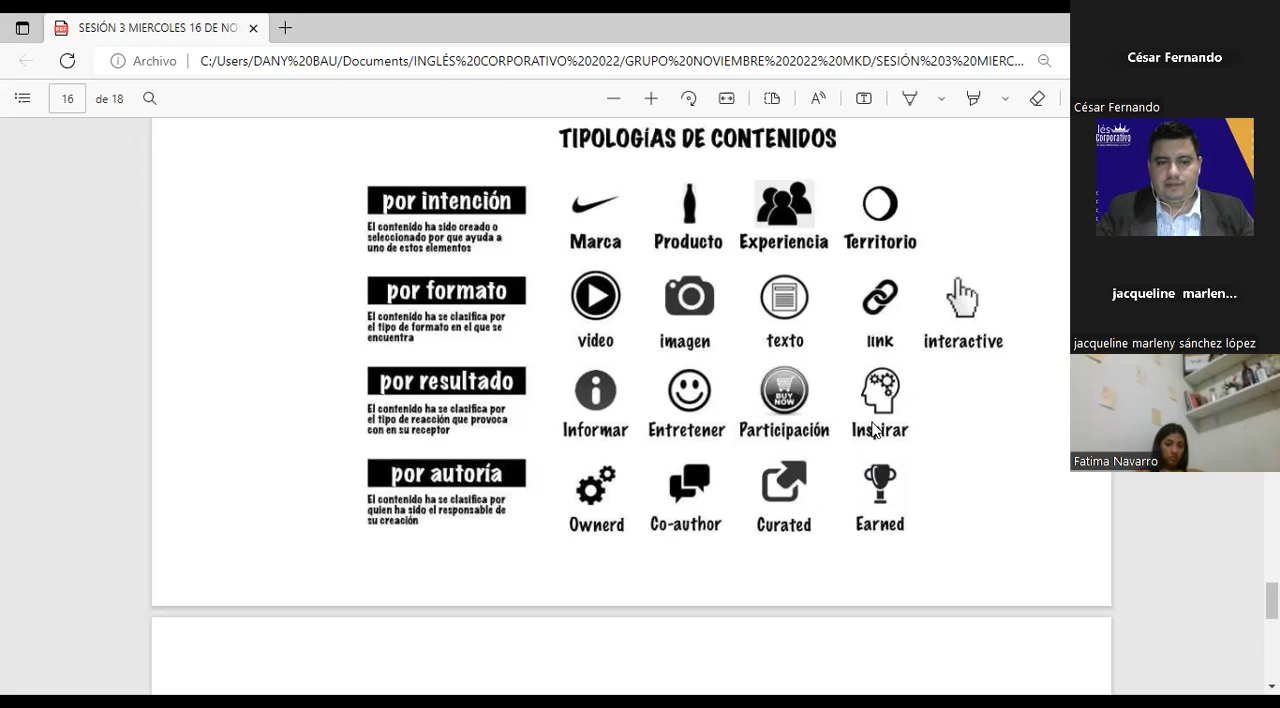 SESIÓN 3 MIERCOLES 16 DE NO
Archivo
C:/Users/DANY%20BAU/Documents/INGLÉS%20CORPORATIVO%202022/GRUPO%20NOVIEMBRE%202022%20MKD/SESIÓN%203%20MIERC...
16
de 18
TIPOLOGÍAS DE CONTENIDOS
por intención
El contenido ha sido creado o
seleccionado por que ayuda a
uno de estos elementos
Marca
Producto
Experiencia
Territorio
por formato
El contenido ha se clasifica por
el tipo de formato en el que se
encuentra
video
imagen
texto
link
interactive
por resultado
El contenido ha se clasifica por
el tipo de reacción que provoca
con en su receptor
Informar
Entretener
BUY
NOW
Participación
Inspirar
por autoría
El contenido ha se clasifica por
quien ha sido el responsable de
su creación
Ownerd
Co-author
Curated
Earned
César Fernando
César Fernando
lés
Corporativo
jacqueline marlen...
jacqueline marleny sánchez lópez
Fatima Navarro